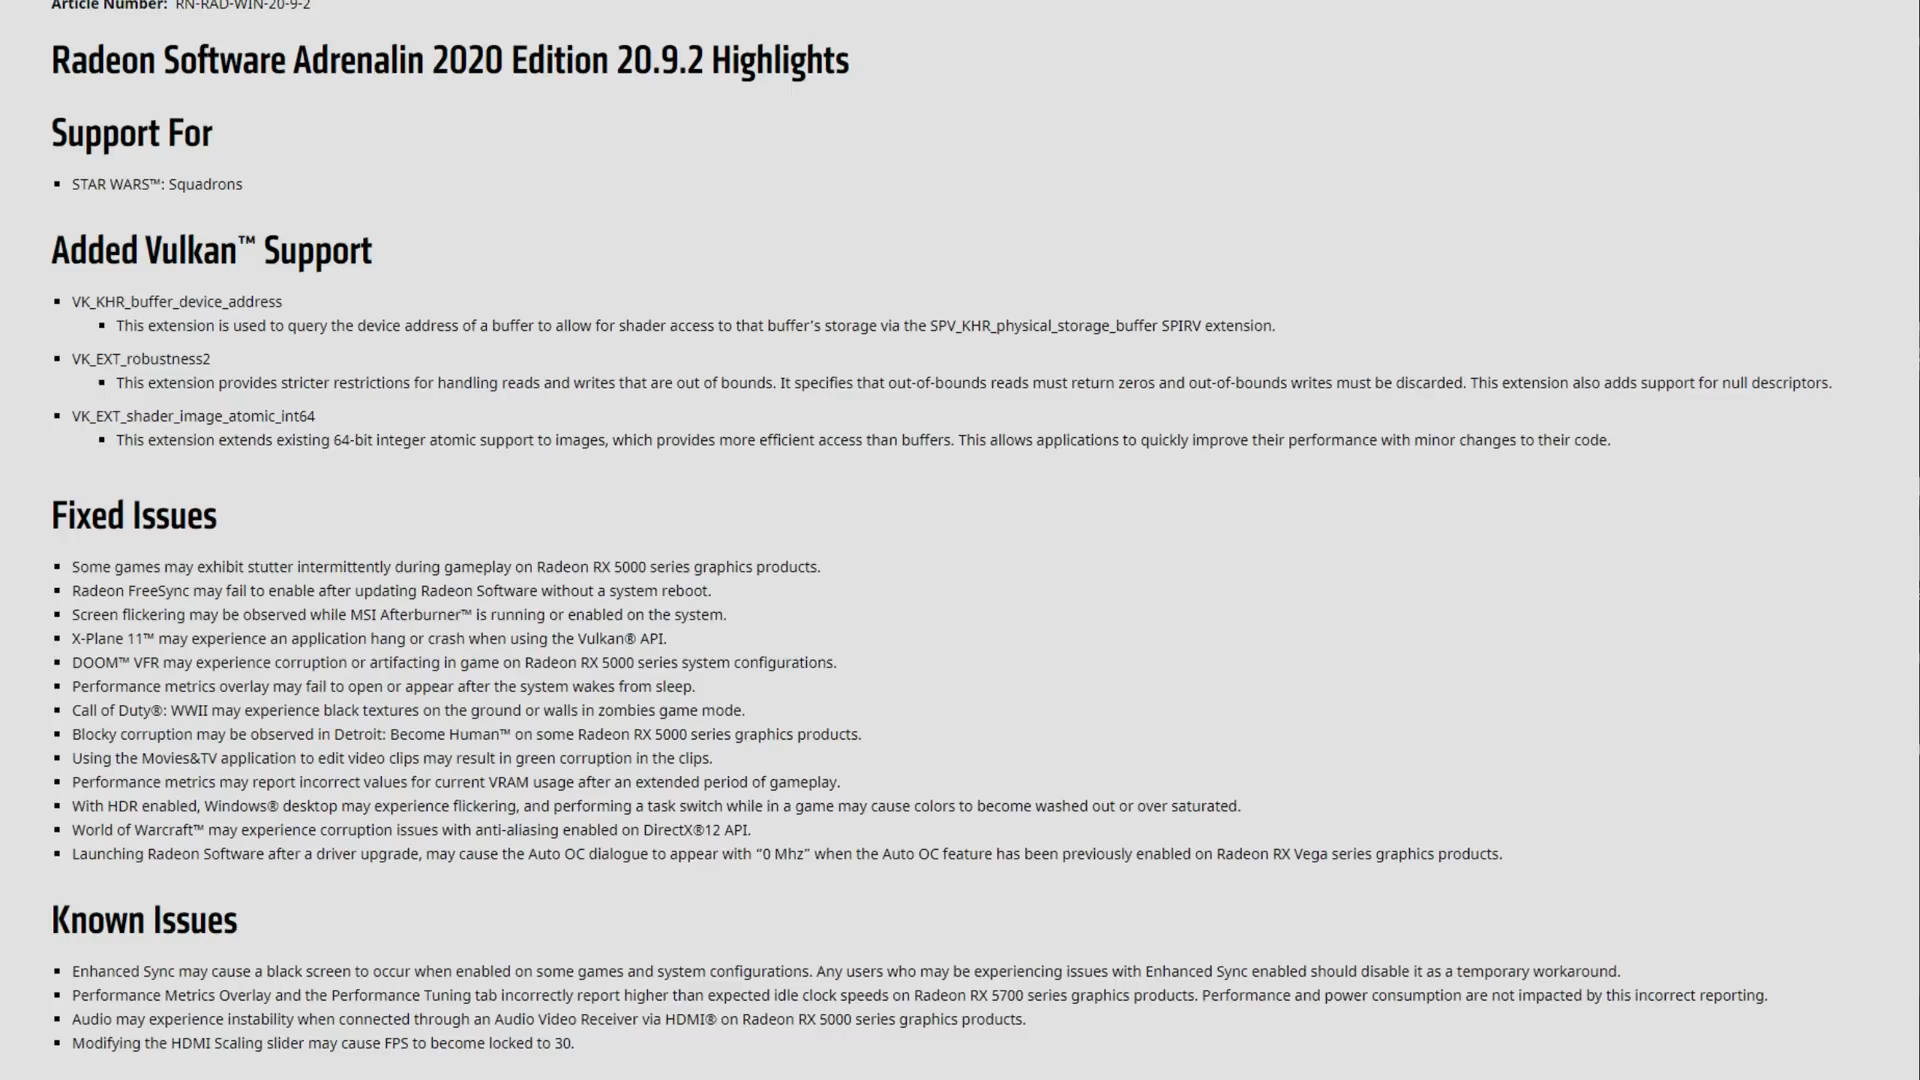 Article Number: RN-RAD-WIN-20-9-2
Radeon Software Adrenalin 2020 Edition 20.9.2 Highlights
Support For
▪ STAR WARS™: Squadrons
Added Vulkan™ Support
▪ VK_KHR_buffer_device_address
▪ This extension is used to query the device address of a buffer to allow for shader access to that buffer's storage via the SPV_KHR_physical_storage_buffer SPIRV extension.
▪ VK_EXT_robustness2
▪ This extension provides stricter restrictions for handling reads and writes that are out of bounds. It specifies that out-of-bounds reads must return zeros and out-of-bounds writes must be discarded. This extension also adds support for null descriptors.
▪ VK_EXT_shader_image_atomic_int64
▪ This extension extends existing 64-bit integer atomic support to images, which provides more efficient access than buffers. This allows applications to quickly improve their performance with minor changes to their code.
Fixed Issues
▪ Some games may exhibit stutter intermittently during gameplay on Radeon RX 5000 series graphics products.
▪ Radeon FreeSync may fail to enable after updating Radeon Software without a system reboot.
▪ Screen flickering may be observed while MSI Afterburner™ is running or enabled on the system.
▪ X-Plane 11™ may experience an application hang or crash when using the Vulkan® API.
▪ DOOM™ VFR may experience corruption or artifacting in game on Radeon RX 5000 series system configurations.
▪ Performance metrics overlay may fail to open or appear after the system wakes from sleep.
▪ Call of Duty®: WWII may experience black textures on the ground or walls in zombies game mode.
▪ Blocky corruption may be observed in Detroit: Become Human™ on some Radeon RX 5000 series graphics products.
▪ Using the Movies&TV application to edit video clips may result in green corruption in the clips.
▪ Performance metrics may report incorrect values for current VRAM usage after an extended period of gameplay.
▪ With HDR enabled, Windows® desktop may experience flickering, and performing a task switch while in a game may cause colors to become washed out or over saturated.
▪ World of Warcraft™ may experience corruption issues with anti-aliasing enabled on DirectX®12 API.
▪ Launching Radeon Software after a driver upgrade, may cause the Auto OC dialogue to appear with “0 Mhz” when the Auto OC feature has been previously enabled on Radeon RX Vega series graphics products.
Known Issues
▪ Enhanced Sync may cause a black screen to occur when enabled on some games and system configurations. Any users who may be experiencing issues with Enhanced Sync enabled should disable it as a temporary workaround.
▪ Performance Metrics Overlay and the Performance Tuning tab incorrectly report higher than expected idle clock speeds on Radeon RX 5700 series graphics products. Performance and power consumption are not impacted by this incorrect reporting.
▪ Audio may experience instability when connected through an Audio Video Receiver via HDMI® on Radeon RX 5000 series graphics products.
▪ Modifying the HDMI Scaling slider may cause FPS to become locked to 30.